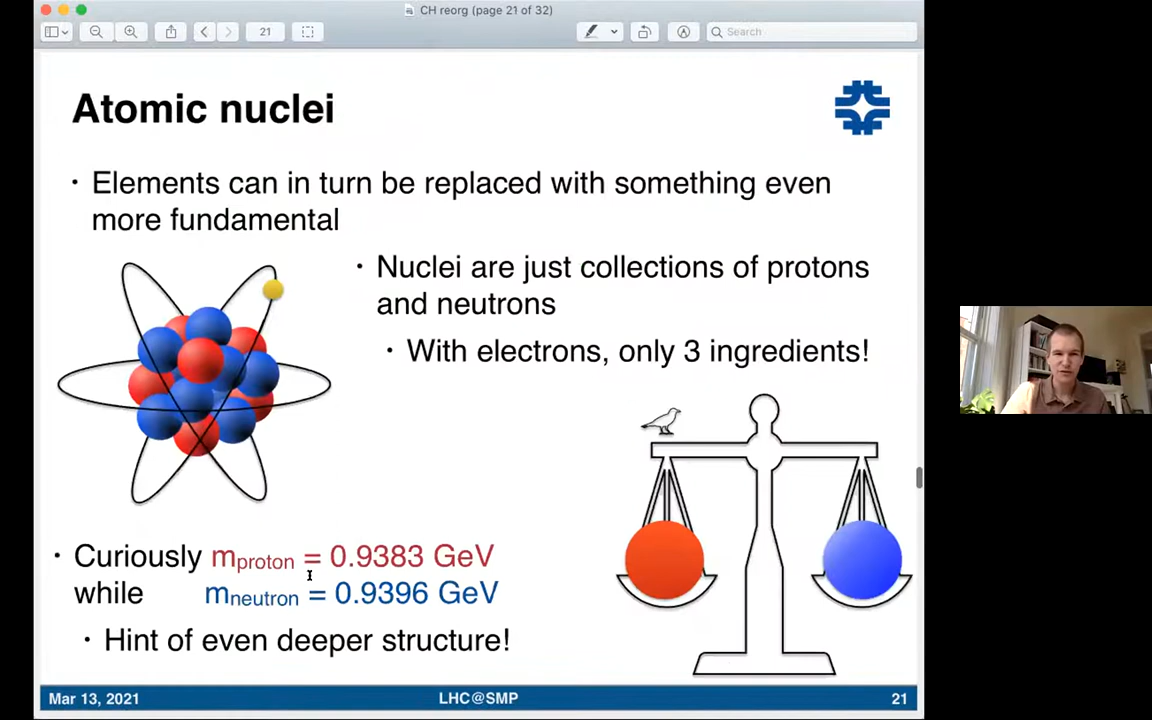 CH reorg (page 21 of 32)
21
Search
Atomic nuclei
• Elements can in turn be replaced with something even
more fundamental
• Nuclei are just collections of protons
and neutrons
• With electrons, only 3 ingredients!
• Curiously mproton = 0.9383 GeV
while mneutron = 0.9396 GeV
• Hint of even deeper structure!
Mar 13, 2021
LHC@SMP
21